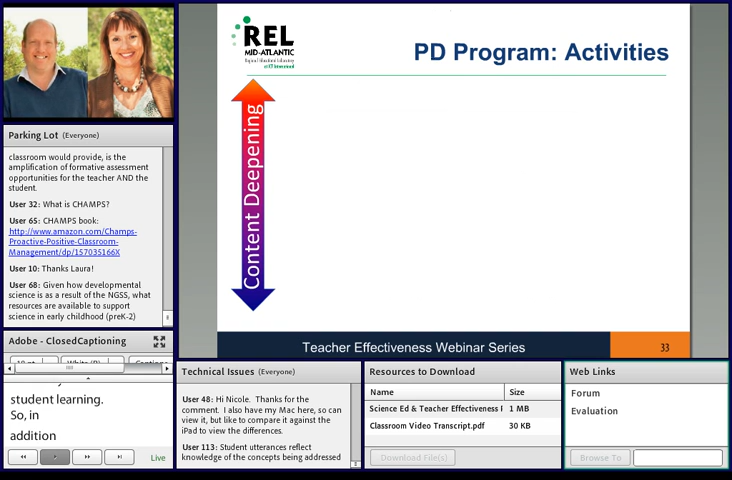 REL
MID-ATLANTIC
Regional Educational Laboratory
PD Program: Activities
Content Deepening
Teacher Effectiveness Webinar Series
33
Parking Lot (Everyone)
classroom would provide, is the
amplification of formative assessment
opportunities for the teacher AND the
student.
User 32: What is CHAMPS?
User 65: CHAMPS book:
http://www.amazon.com/Champs-
Proactive-Positive-Classroom-
Management/dp/157035166X
User 10: Thanks Laura!
User 68: Given how developmental
science is as a result of the NGSS, what
resources are available to support
science in early childhood (preK-2)
Adobe - ClosedCaptioning
student learning.
So, in
addition
Live
Technical Issues (Everyone)
User 48: Hi Nicole. Thanks for the
comment. I also have my Mac here, so can
view it, but like to compare it against the
iPad to view the differences.
User 113: Student utterances reflect
knowledge of the concepts being addressed
Resources to Download
Name Size
Science Ed & Teacher Effectiveness 1 MB
Classroom Video Transcript.pdf 30 KB
Download File(s)
Web Links
Forum
Evaluation
Browse To